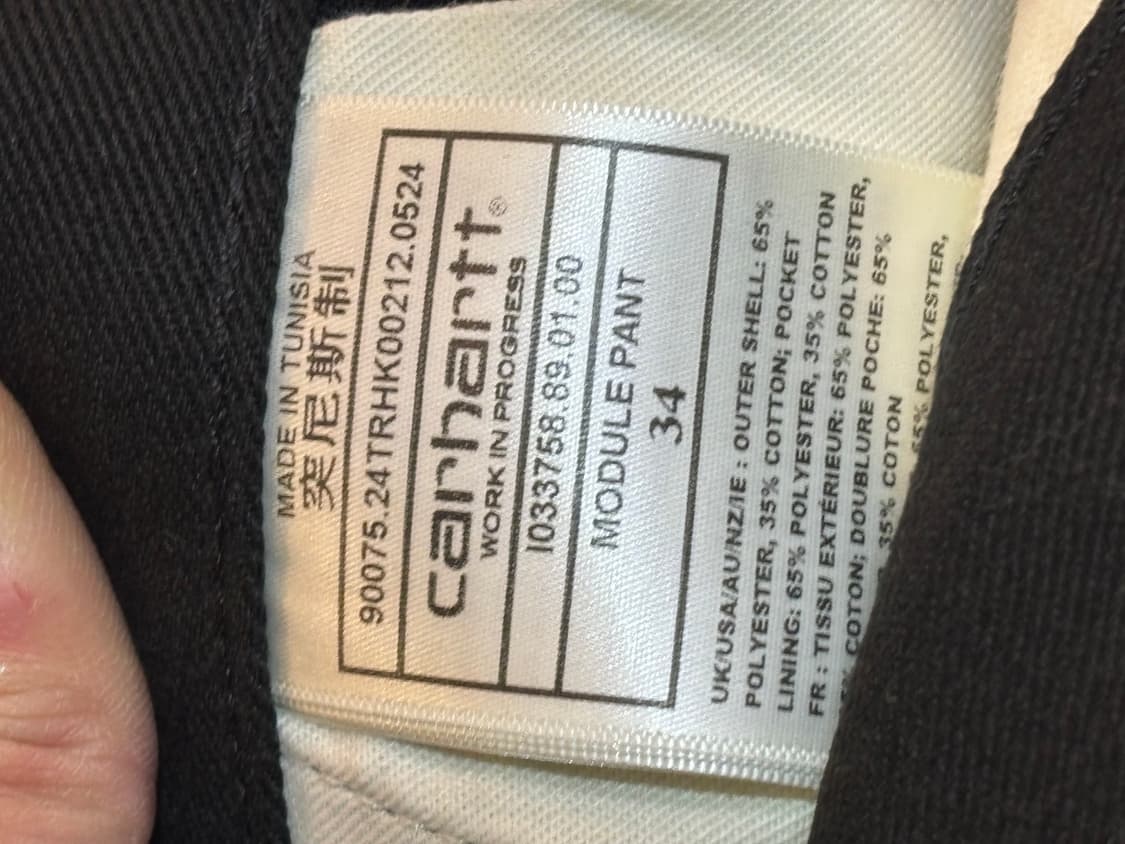 MADE IN TUNISIA
突尼斯制
90075.24TRHK00212.0524
carhartt®
WORK IN PROGRESS
I033758.89.01.00
MODULE PANT
34
UK/USA/AU/NZ/IE : OUTER SHELL: 65%
POLYESTER, 35% COTTON; POCKET
LINING: 65% POLYESTER, 35% COTTON
FR : TISSU EXTÉRIEUR: 65% POLYESTER,
COTON; DOUBLURE POCHE: 65%
35% COTON
65% POLYESTER,